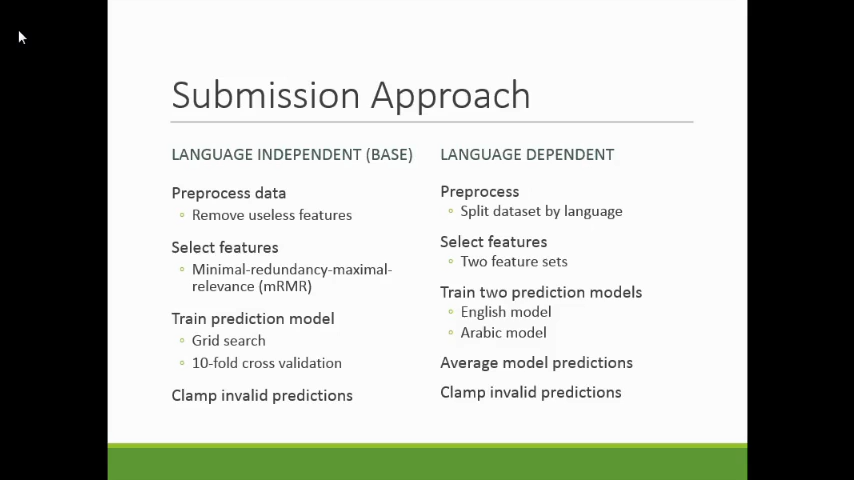 Submission Approach
LANGUAGE INDEPENDENT (BASE)
Preprocess data
Remove useless features
Select features
Minimal-redundancy-maximal-
relevance (mRMR)
Train prediction model
Grid search
10-fold cross validation
Clamp invalid predictions
LANGUAGE DEPENDENT
Preprocess
Split dataset by language
Select features
Two feature sets
Train two prediction models
English model
Arabic model
Average model predictions
Clamp invalid predictions